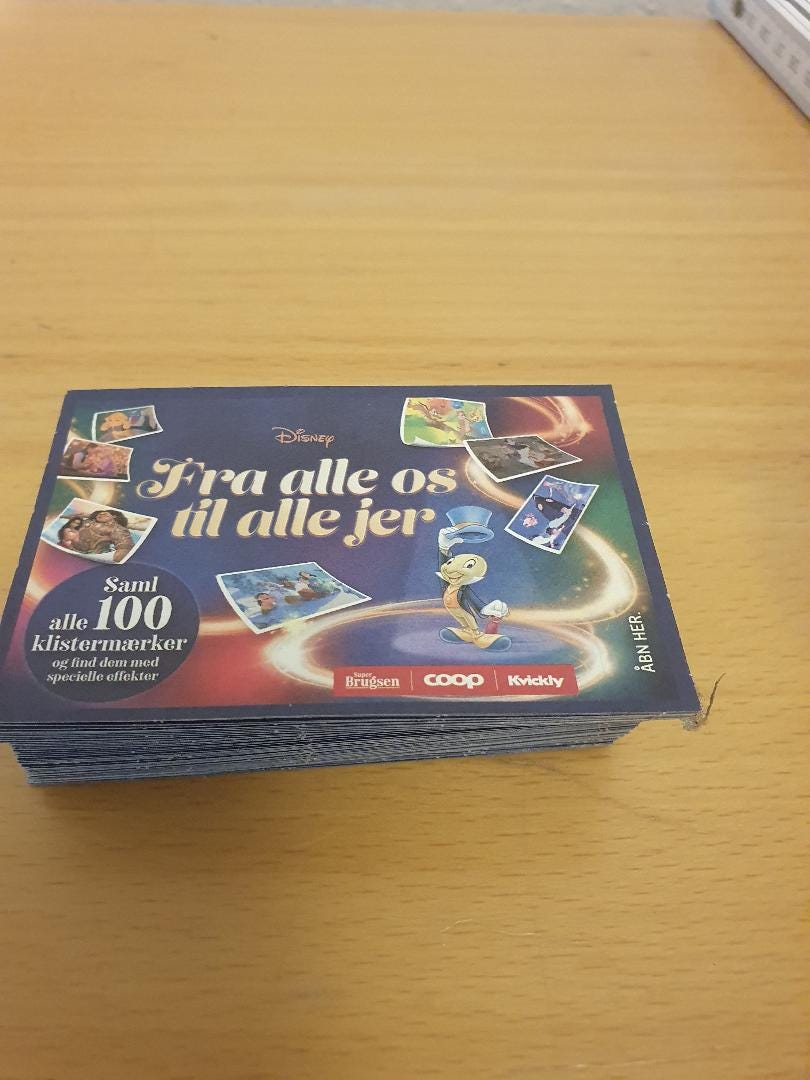 Disney
Fra alle os
til alle jer
Saml
alle 100
klistermærker
og find dem med
specielle effekter
Super
Brugsen
coop
Kvickly
ÅBN HER.